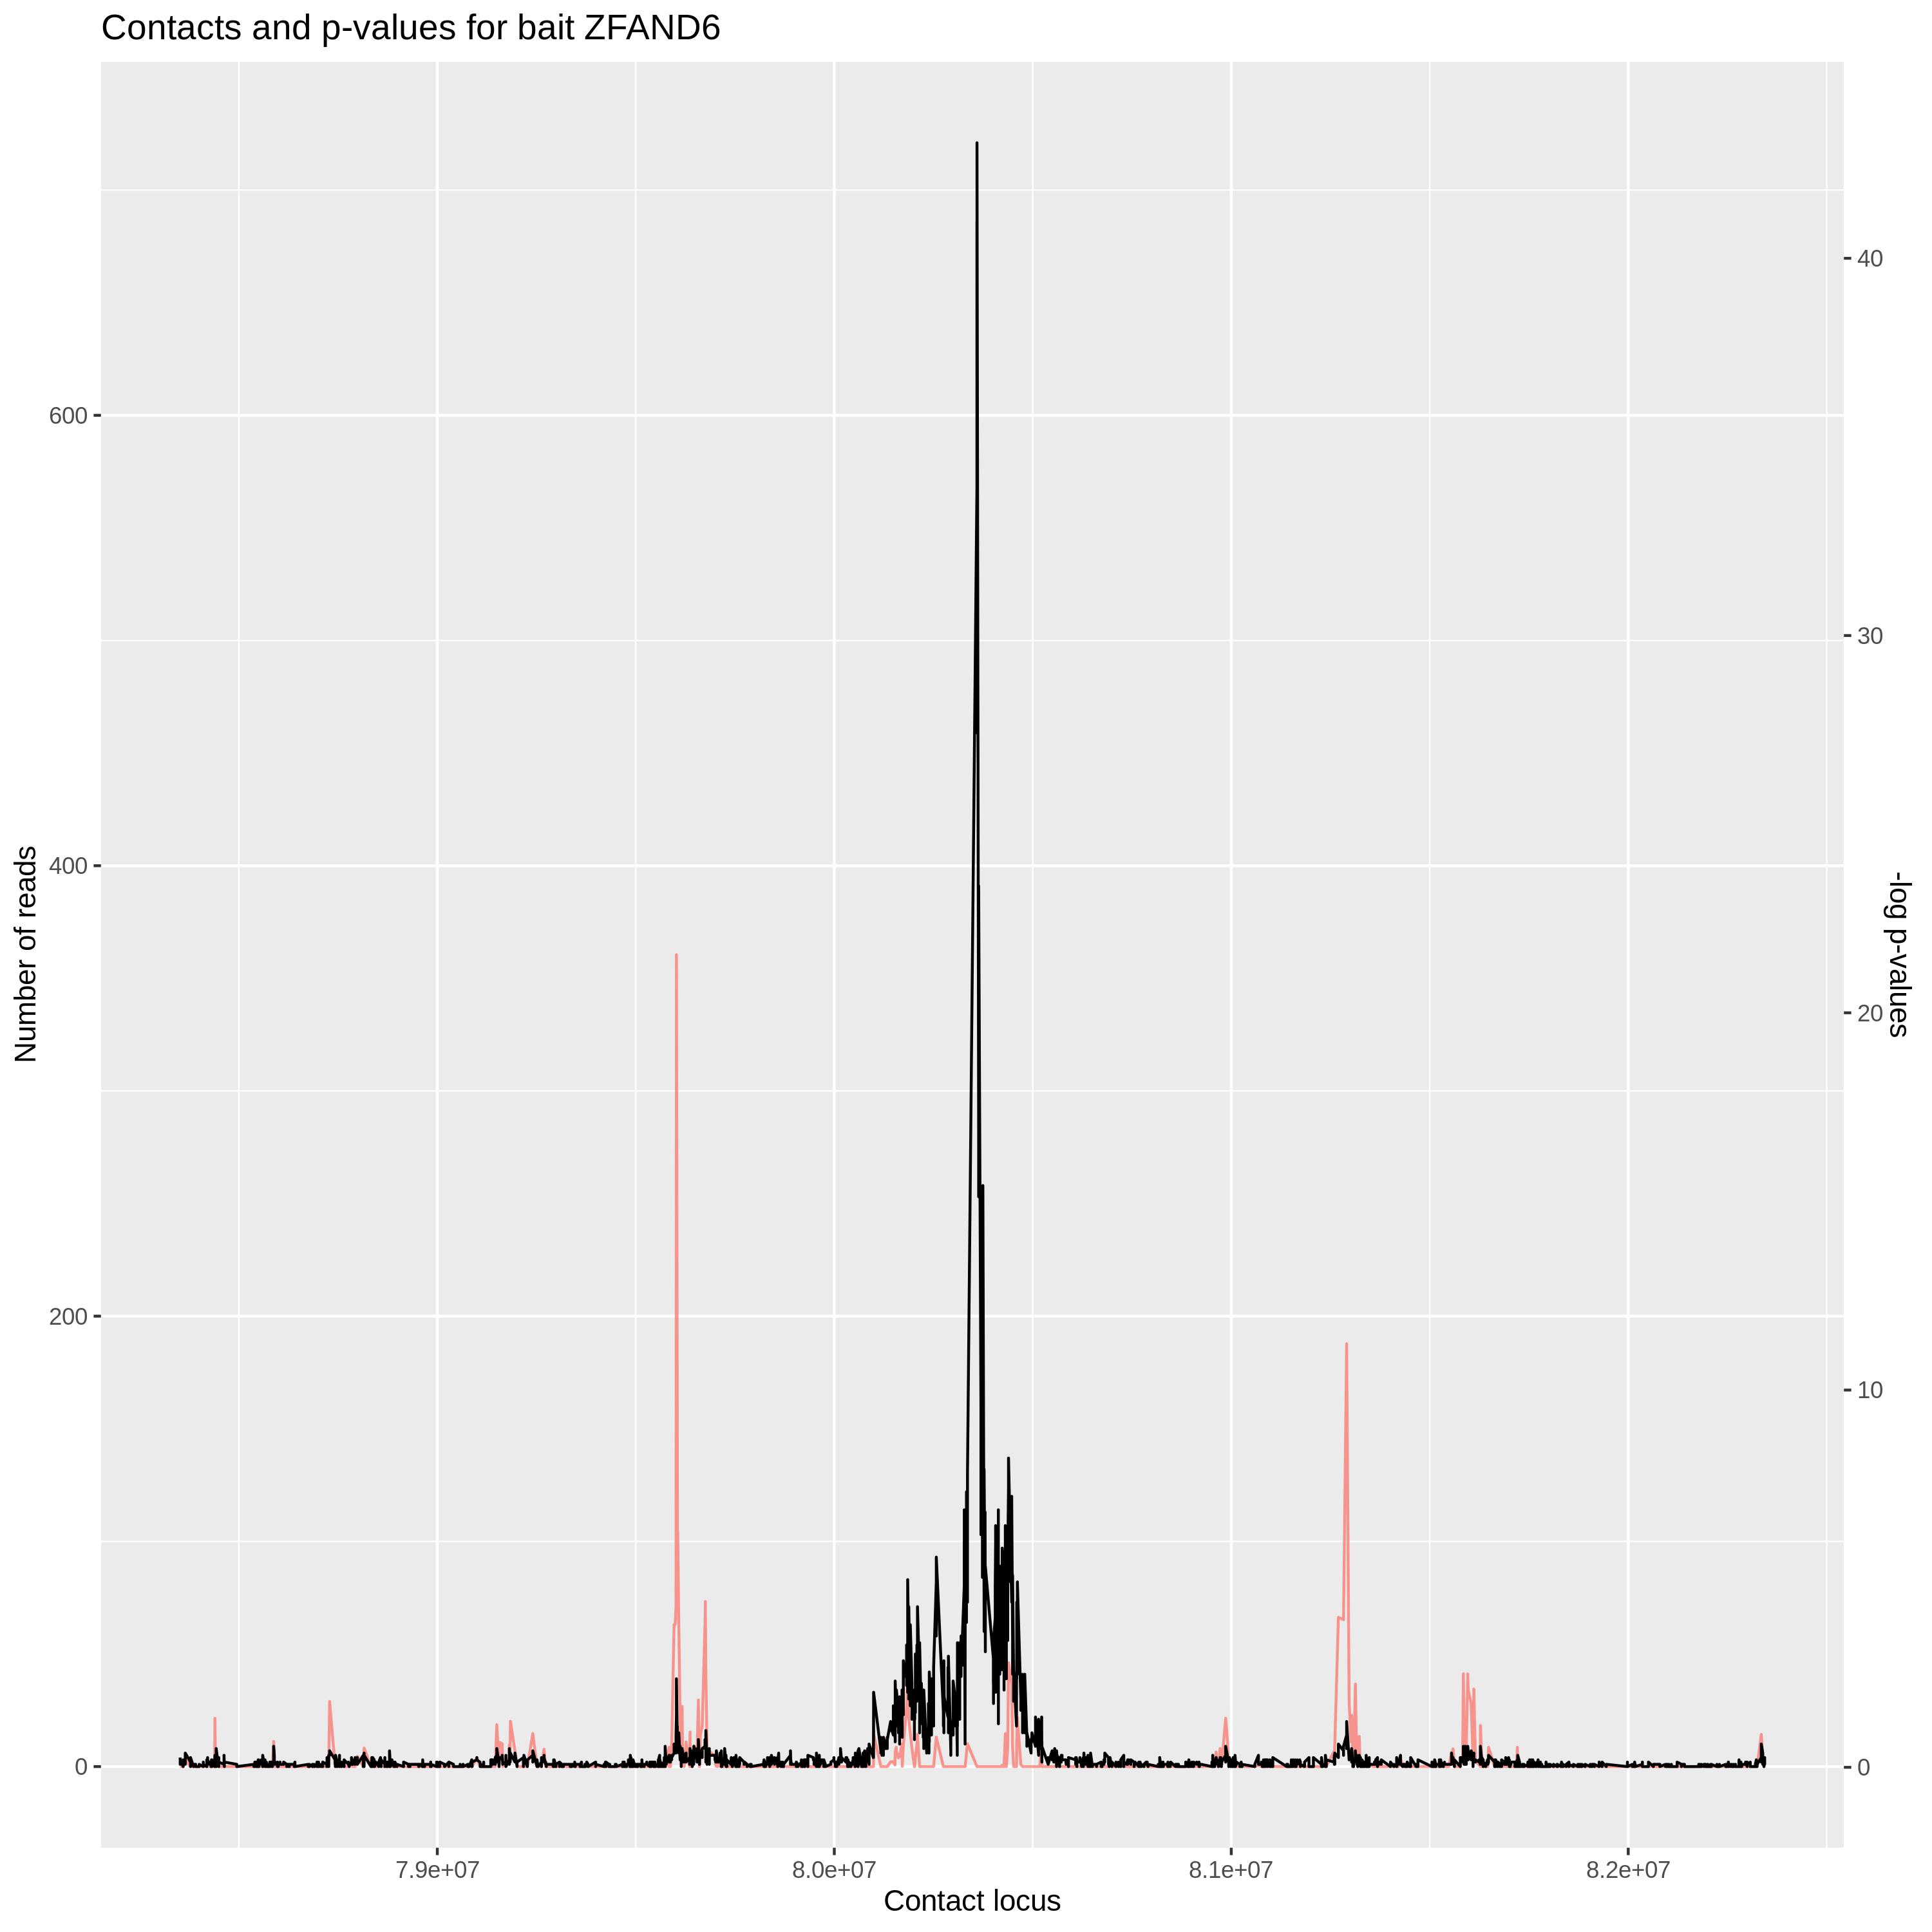 Contacts and p-values for bait ZFAND6
600
400
200
0
Number of reads
40
30
20
10
0
-log p-values
7.9e+07 8.0e+07 8.1e+07 8.2e+07
Contact locus